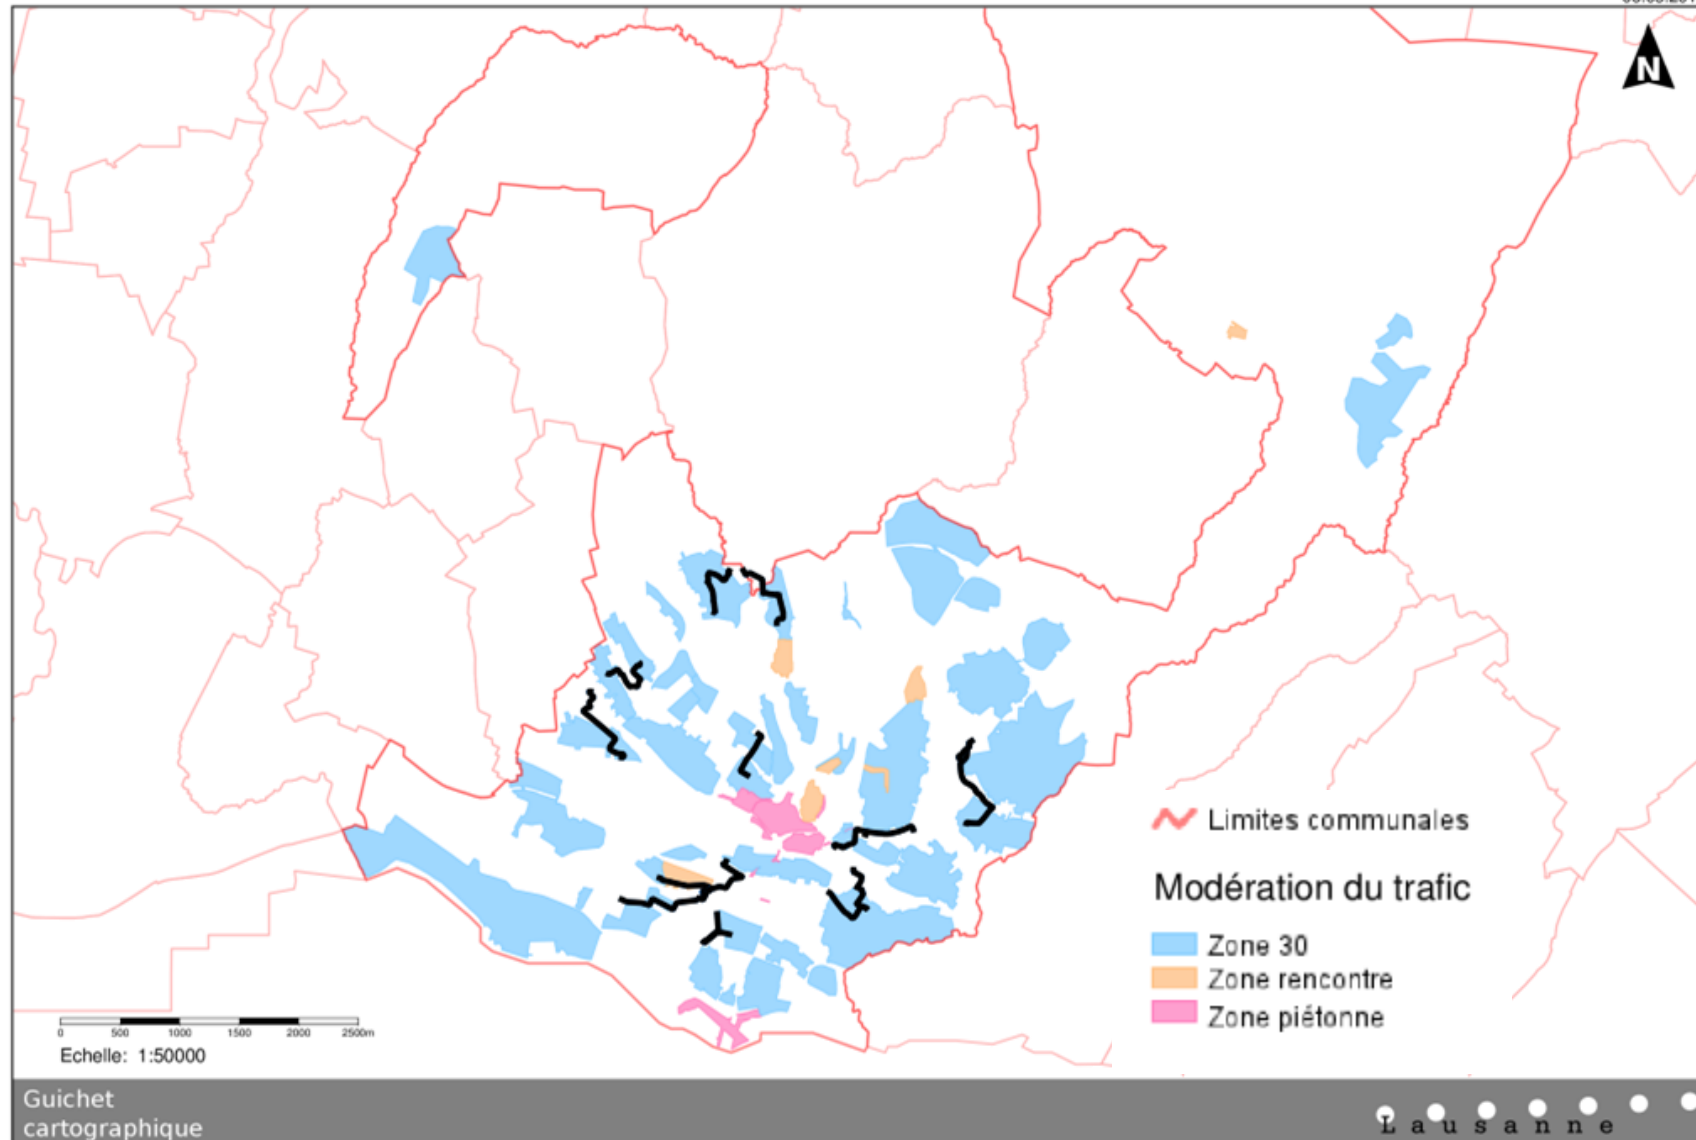 N
Limites communales
Modération du trafic
Zone 30
Zone rencontre
Zone piétonne
0 500 1000 1500 2000 2500m
Echelle: 1:50000
Guichet
cartographique
Lausanne